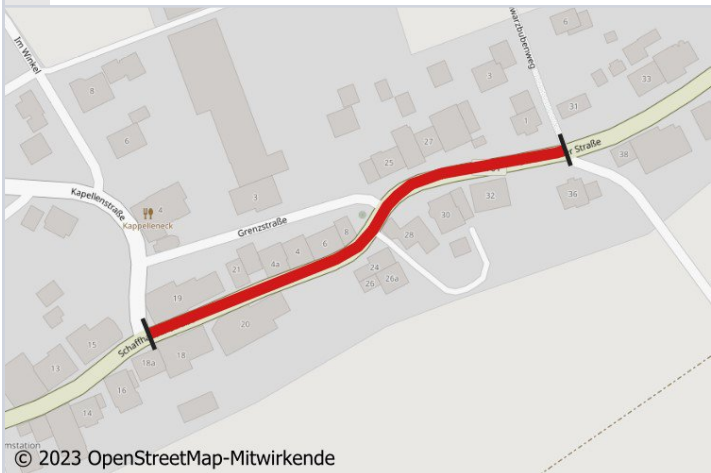 Im Winkel
warzbubenweg
6
8
3
33
31
6
1
27
r Straße
25
38
Kapellenstraße
4
3
32
36
Kappeleneck
Grenzstraße
30
8
28
6
4
21
4a
24
26
26a
19
20
Schaffh
15
18
18a
13
16
14
mstation
© 2023 OpenStreetMap-Mitwirkende